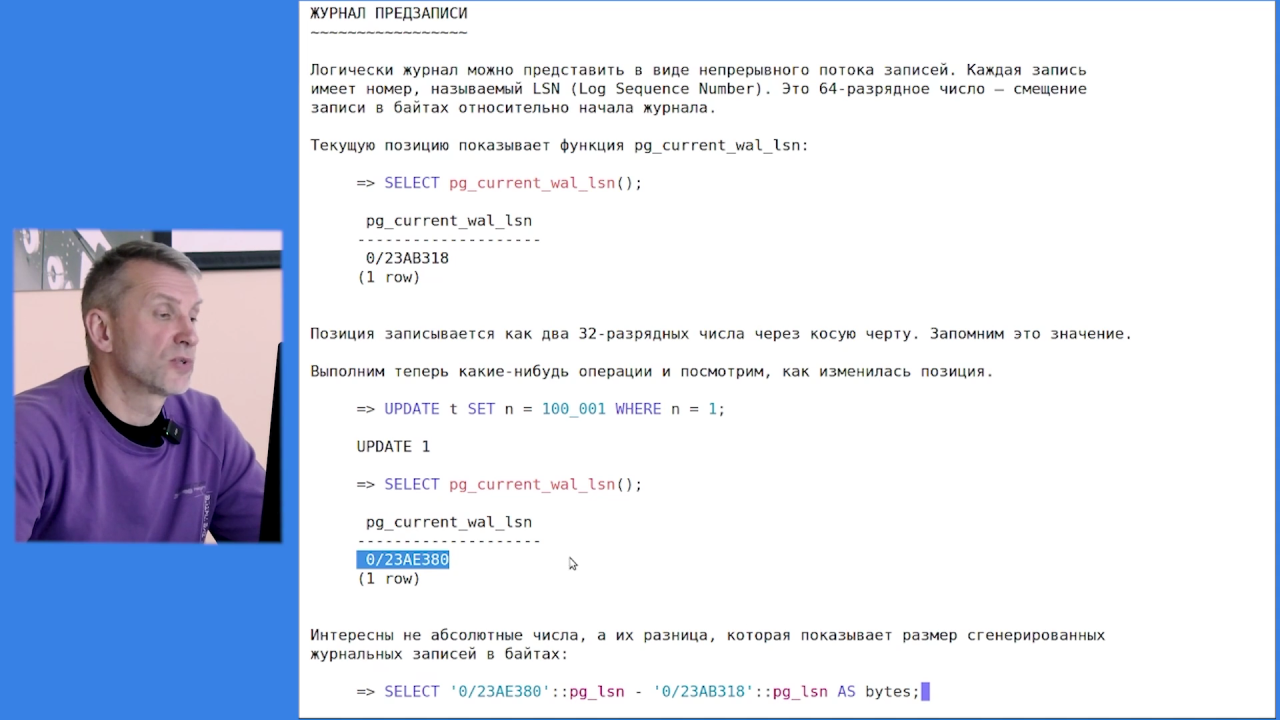 ЖУРНАЛ ПРЕДЗАПИСИ
~~~~~~~~~~~~~~~~~
Логически журнал можно представить в виде непрерывного потока записей. Каждая запись
имеет номер, называемый LSN (Log Sequence Number). Это 64-разрядное число — смещение
записи в байтах относительно начала журнала.
Текущую позицию показывает функция pg_current_wal_lsn:
=> SELECT pg_current_wal_lsn();
pg_current_wal_lsn
--------------------
0/23AB318
(1 row)
Позиция записывается как два 32-разрядных числа через косую черту. Запомним это значение.
Выполним теперь какие-нибудь операции и посмотрим, как изменилась позиция.
=> UPDATE t SET n = 100_001 WHERE n = 1;
UPDATE 1
=> SELECT pg_current_wal_lsn();
pg_current_wal_lsn
--------------------
0/23AE380
(1 row)
Интересны не абсолютные числа, а их разница, которая показывает размер сгенерированных
журнальных записей в байтах:
=> SELECT '0/23AE380'::pg_lsn - '0/23AB318'::pg_lsn AS bytes;